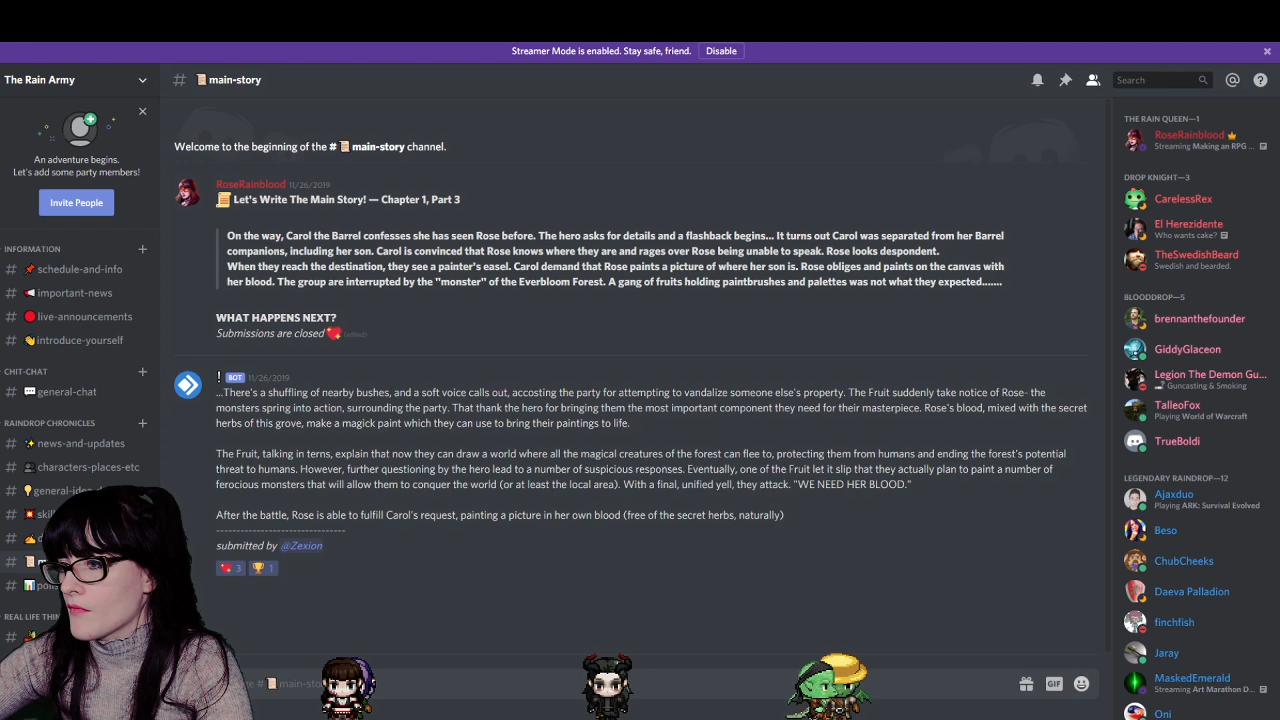 Streamer Mode is enabled. Stay safe, friend. Disable
The Rain Army
main-story
Search
An adventure begins.
Let's add some party members!
Invite People
INFORMATION
schedule-and-info
important-news
live-announcements
introduce-yourself
CHIT-CHAT
general-chat
RAINDROP CHRONICLES
news-and-updates
characters-places-etc
REAL LIFE
Welcome to the beginning of the # main-story channel.
RoseRainblood 11/26/2019
Let's Write The Main Story! — Chapter 1, Part 3
On the way, Carol the Barrel confesses she has seen Rose before. The hero asks for details and a flashback begins... It turns out Carol was separated from her Barrel
companions, including her son. Carol is convinced that Rose knows where they are and rages over Rose being unable to speak. Rose looks despondent.
When they reach the destination, they see a painter's easel. Carol demand that Rose paints a picture of where her son is. Rose obliges and paints on the canvas with
her blood. The group are interrupted by the "monster" of the Everbloom Forest. A gang of fruits holding paintbrushes and palettes was not what they expected.......
WHAT HAPPENS NEXT?
Submissions are closed (edited)
! BOT 11/26/2019
...There's a shuffling of nearby bushes, and a soft voice calls out, accosting the party for attempting to vandalize someone else's property. The Fruit suddenly take notice of Rose- the
monsters spring into action, surrounding the party. That thank the hero for bringing them the most important component they need for their masterpiece. Rose's blood, mixed with the secret
herbs of this grove, make a magick paint which they can use to bring their paintings to life.
The Fruit, talking in terns, explain that now they can draw a world where all the magical creatures of the forest can flee to, protecting them from humans and ending the forest's potential
threat to humans. However, further questioning by the hero lead to a number of suspicious responses. Eventually, one of the Fruit let it slip that they actually plan to paint a number of
ferocious monsters that will allow them to conquer the world (or at least the local area). With a final, unified yell, they attack. "WE NEED HER BLOOD."
After the battle, Rose is able to fulfill Carol's request, painting a picture in her own blood (free of the secret herbs, naturally)
------------------------------
submitted by @Zexion
3 1
main-sto
GIF
THE RAIN QUEEN—1
RoseRainblood
Streaming Making an RPG ...
DROP KNIGHT—3
CarelessRex
El Herezidente
Who wants cake?
TheSwedishBeard
Swedish and bearded.
BLOODDROP—5
brennanthefounder
GiddyGlaceon
Legion The Demon Gu...
Guncasting & Smoking
TalleoFox
Playing World of Warcraft
TrueBoldi
LEGENDARY RAINDROP—12
Ajaxduo
Playing ARK: Survival Evolved
Beso
ChubCheeks
Daeva Palladion
finchfish
Jaray
MaskedEmerald
Streaming Art Marathon D...
Oni